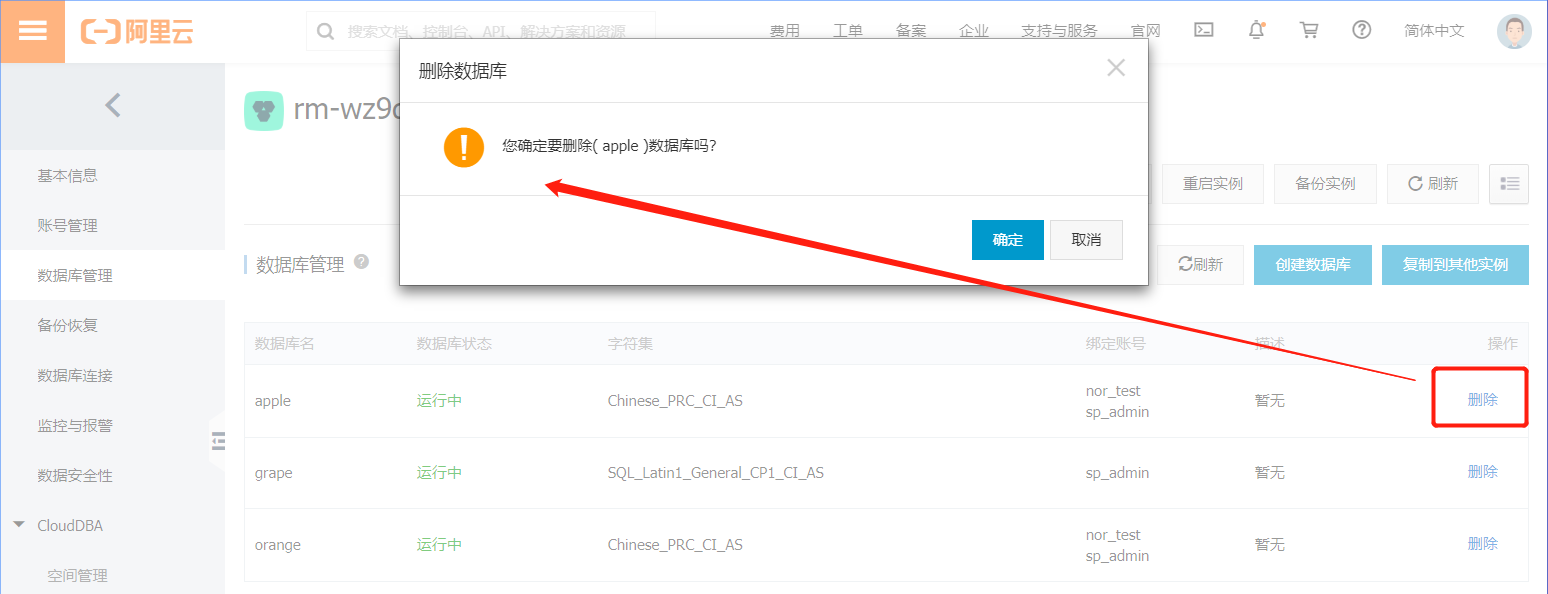 阿里云
搜索文档、控制台、API、解决方案和资源
费用 工单 备案 企业 支持与服务 官网 简体中文
删除数据库
rm-wz9
您确定要删除( apple )数据库吗?
确定 取消
重启实例 备份实例 刷新
基本信息
账号管理
数据库管理
备份恢复
数据库连接
监控与报警
数据安全性
CloudDBA
空间管理
数据库管理 刷新 创建数据库 复制到其他实例
数据库名 数据库状态 字符集 绑定账号 描述 操作
apple 运行中 Chinese_PRC_CI_AS nor_test 暂无 删除
sp_admin
grape 运行中 SQL_Latin1_General_CP1_CI_AS sp_admin 暂无 删除
orange 运行中 Chinese_PRC_CI_AS nor_test 暂无 删除
sp_admin